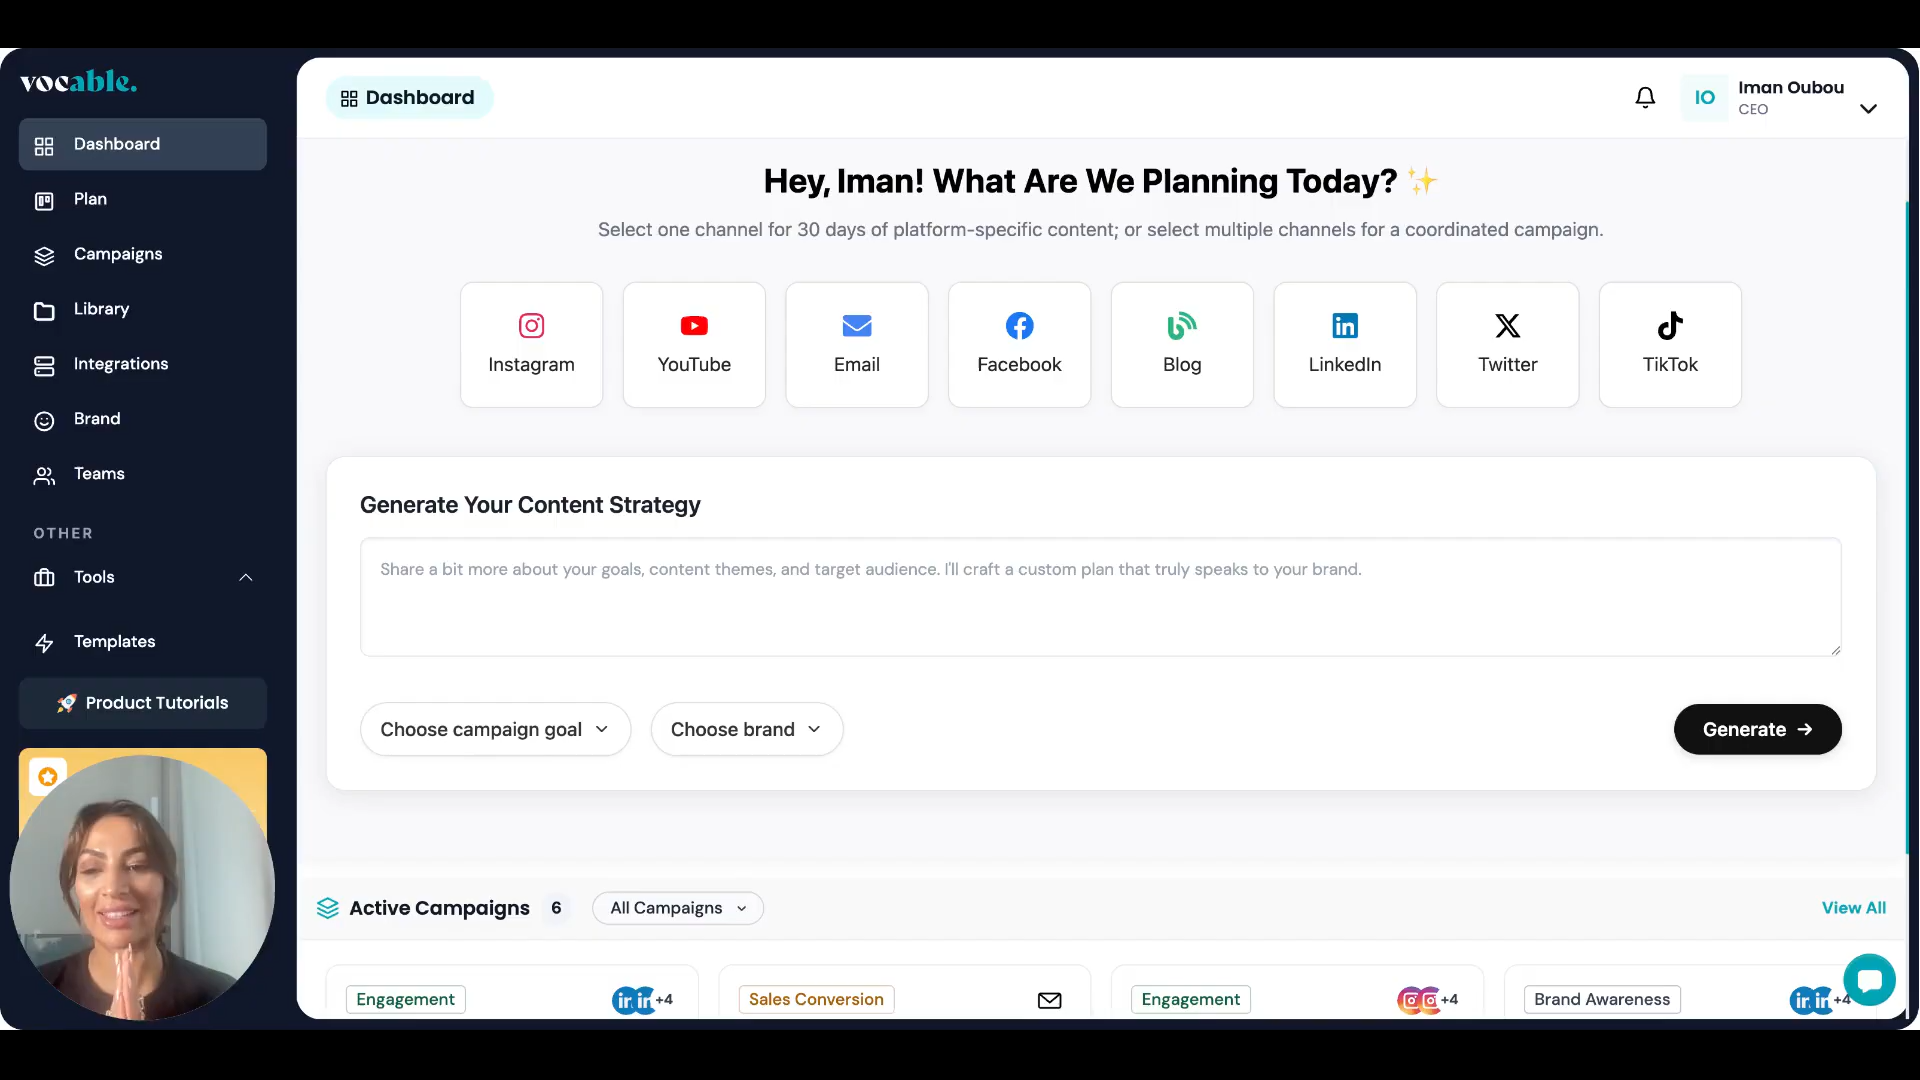 vocable.
Dashboard
Plan
Campaigns
Library
Integrations
Brand
Teams
OTHER
Tools
Templates
🚀 Product Tutorials
Dashboard
IO
Iman Oubou
CEO
Hey, Iman! What Are We Planning Today? ✨
Select one channel for 30 days of platform-specific content; or select multiple channels for a coordinated campaign.
Instagram
YouTube
Email
Facebook
Blog
LinkedIn
Twitter
TikTok
Generate Your Content Strategy
Share a bit more about your goals, content themes, and target audience. I'll craft a custom plan that truly speaks to your brand.
Choose campaign goal
Choose brand
Generate →
Active Campaigns 6
All Campaigns
View All
Engagement
+4
Sales Conversion
Engagement
+4
Brand Awareness
+4